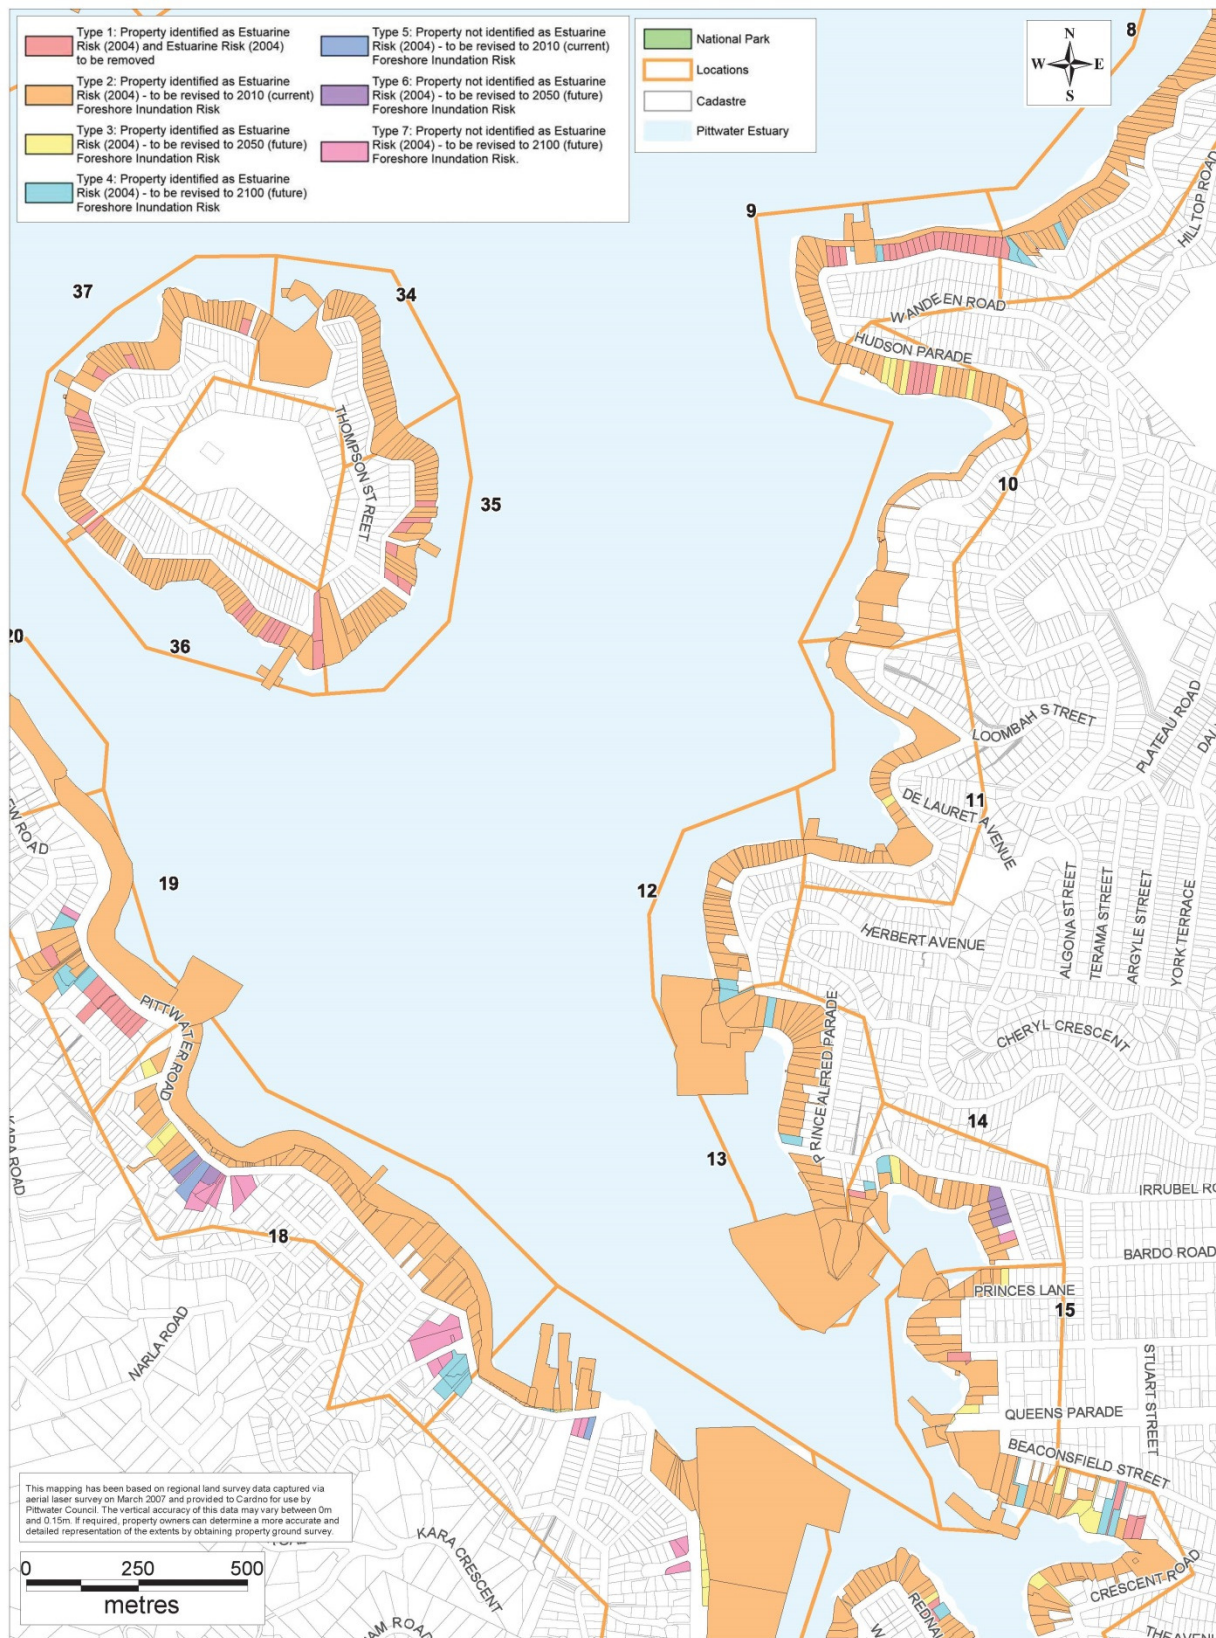 Type 1: Property identified as Estuarine
Risk (2004) and Estuarine Risk (2004)
to be removed
Type 2: Property identified as Estuarine
Risk (2004) - to be revised to 2010 (current)
Foreshore Inundation Risk
Type 3: Property identified as Estuarine
Risk (2004) - to be revised to 2050 (future)
Foreshore Inundation Risk
Type 4: Property identified as Estuarine
Risk (2004) - to be revised to 2100 (future)
Foreshore Inundation Risk
Type 5: Property not identified as Estuarine
Risk (2004) - to be revised to 2010 (current)
Foreshore Inundation Risk
Type 6: Property not identified as Estuarine
Risk (2004) - to be revised to 2050 (future)
Foreshore Inundation Risk
Type 7: Property not identified as Estuarine
Risk (2004) - to be revised to 2100 (future)
Foreshore Inundation Risk.
National Park
Locations
Cadastre
Pittwater Estuary
N
W E
S
8
HILLTOP ROAD
9
WANDEEN ROAD
HUDSON PARADE
37
34
THOMPSON STREET
35
10
36
20
LOOMBAH STREET
PLATEAU ROAD
DE LAURET AVENUE
11
EW ROAD
19
12
HERBERT AVENUE
ALGONA STREET
TERAMA STREET
ARGYLE STREET
YORK TERRACE
PITTWATER ROAD
PRINCE ALFRED PARADE
CHERYL CRESCENT
KARA ROAD
14
13
IRRUBEL RO
18
BARDO ROAD
PRINCES LANE
15
NARLA ROAD
STUART STREET
QUEENS PARADE
BEACONSFIELD STREET
This mapping has been based on regional land survey data captured via
aerial laser survey on March 2007 and provided to Cardno for use by
Pittwater Council. The vertical accuracy of this data may vary between 0m
and 0.15m. If required, property owners can determine a more accurate and
detailed representation of the extents by obtaining property ground survey.
KARA CRESCENT
CRESCENT ROAD
0 250 500
metres
AM ROAD
REDNA
THE AVENU